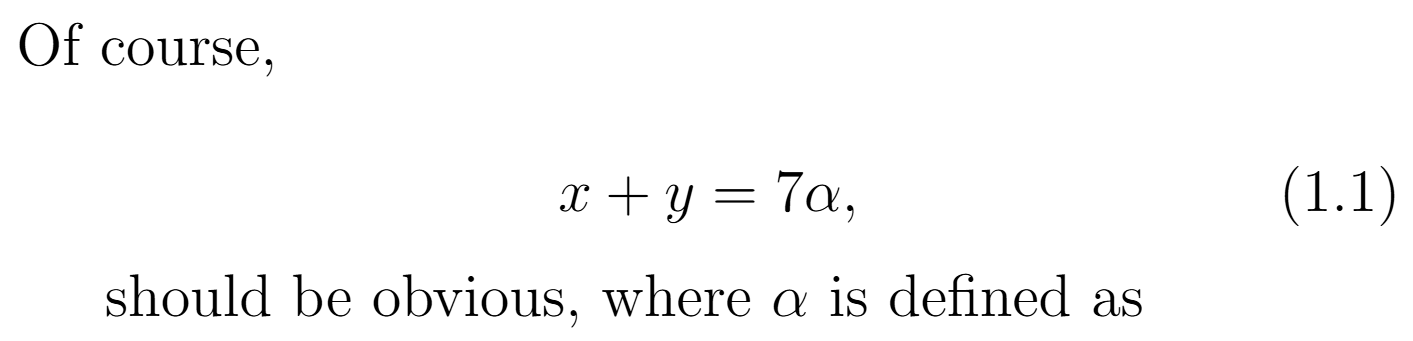 Of course,
x + y = 7α, (1.1)
should be obvious, where α is defined as